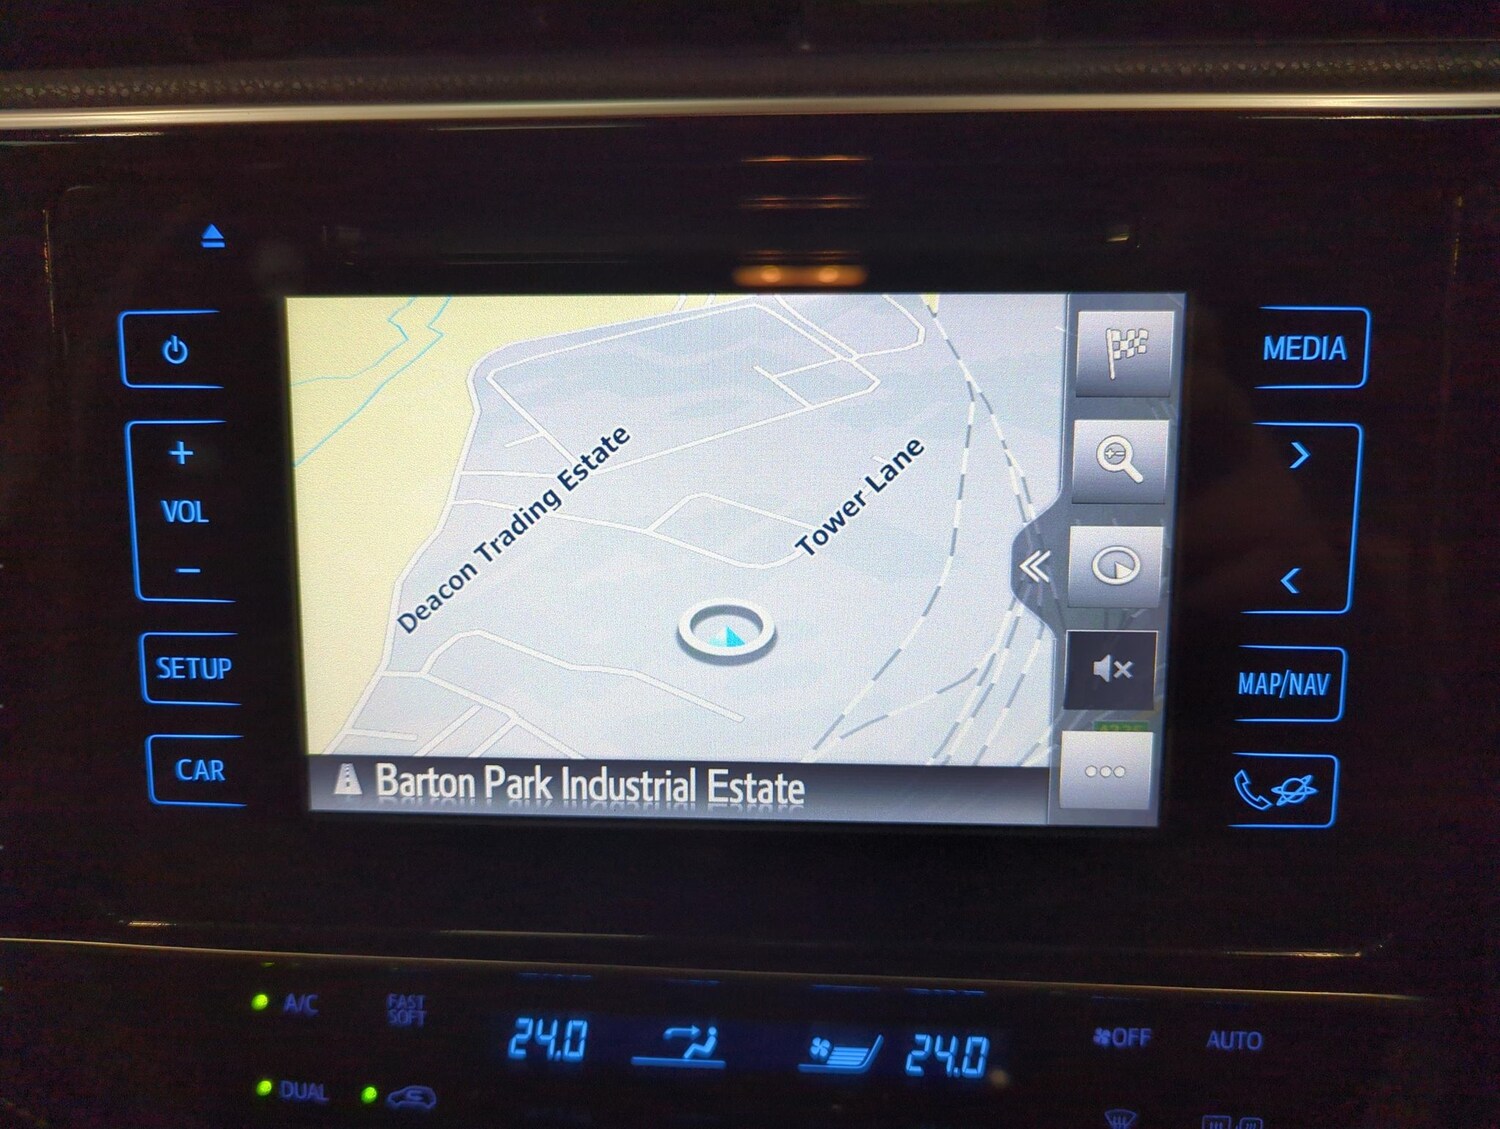 MEDIA
+
VOL
−
SETUP
CAR
MAP/NAV
Deacon Trading Estate
Tower Lane
Barton Park Industrial Estate
A/C
FAST
SOFT
24.0
24.0
OFF
AUTO
DUAL